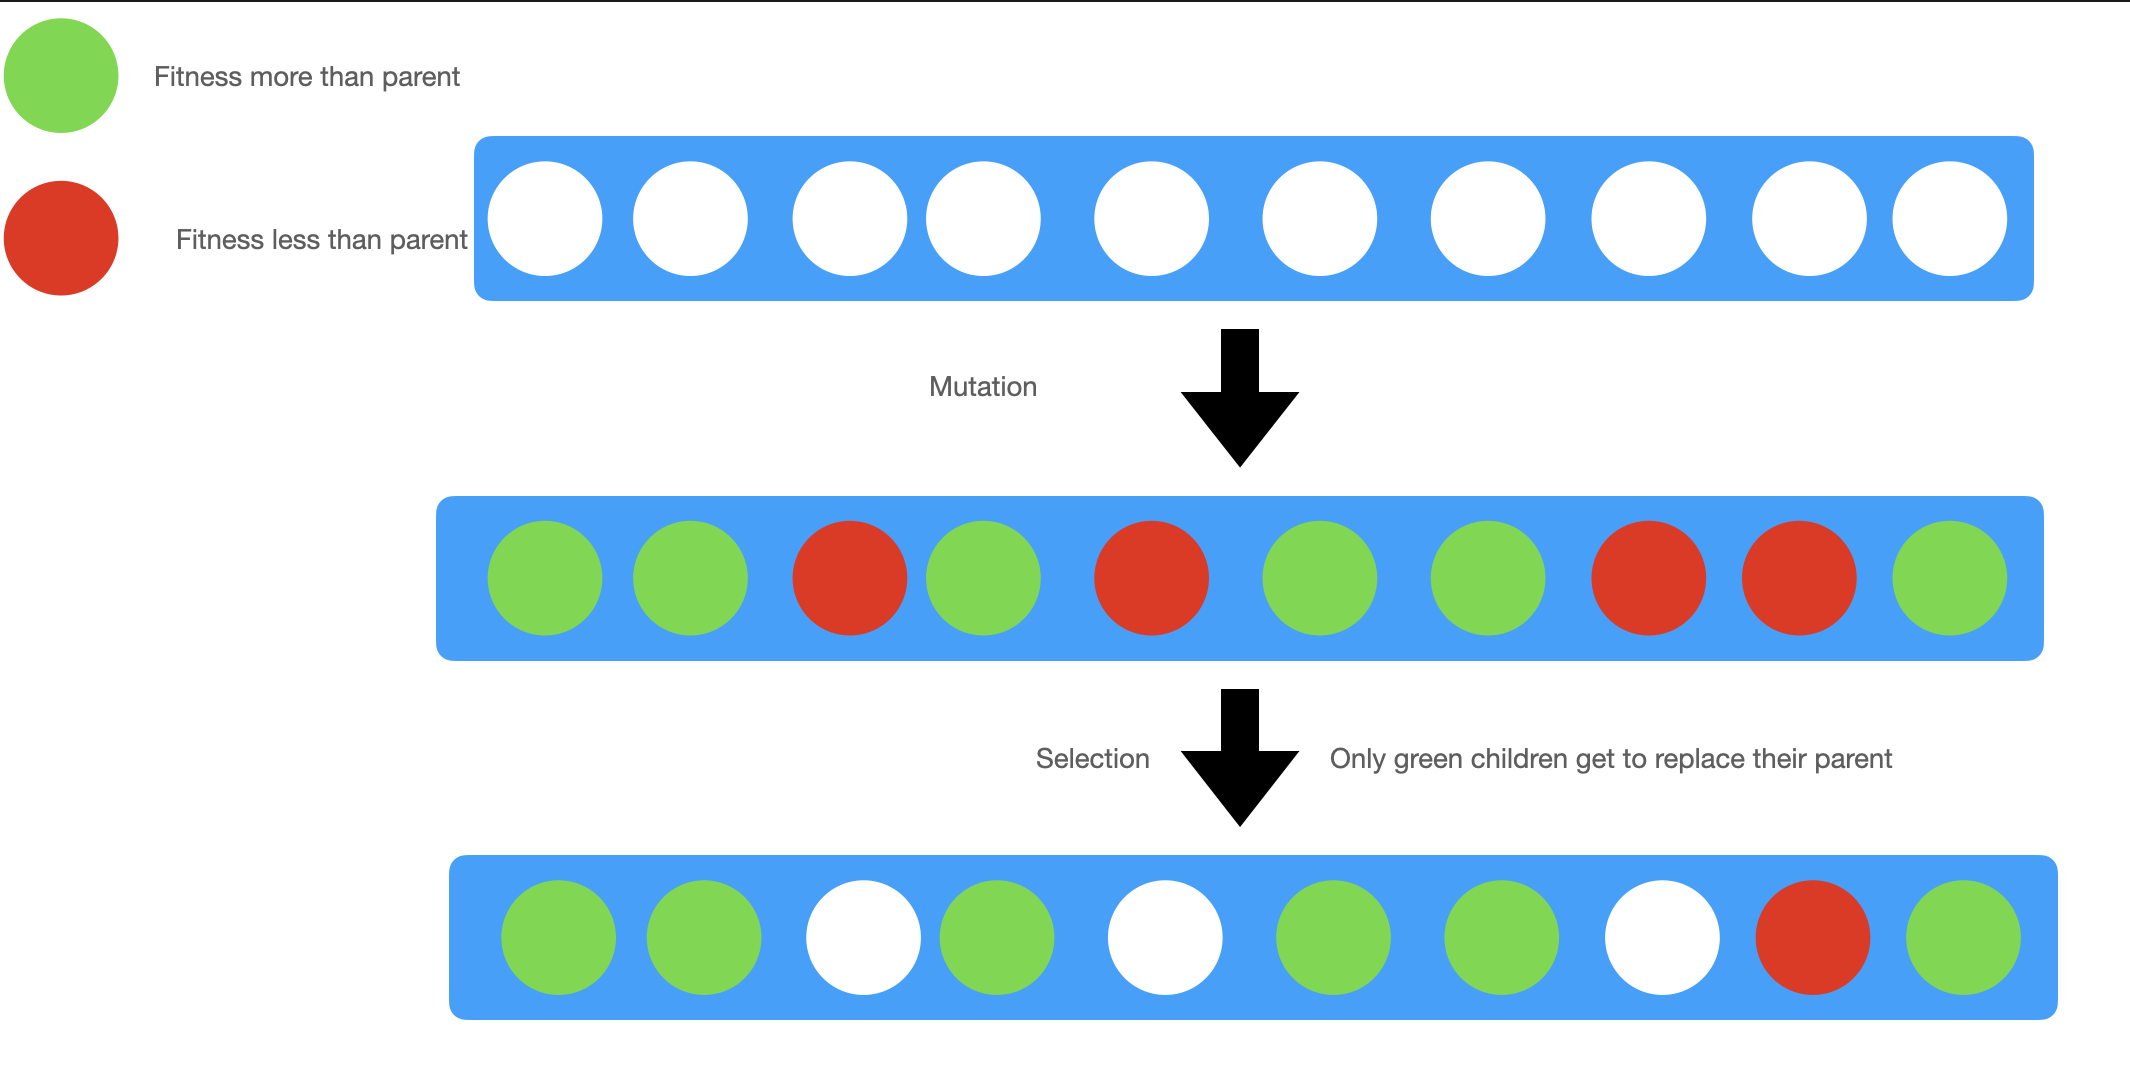 Fitness more than parent
Fitness less than parent
Mutation
Selection
Only green children get to replace their parent